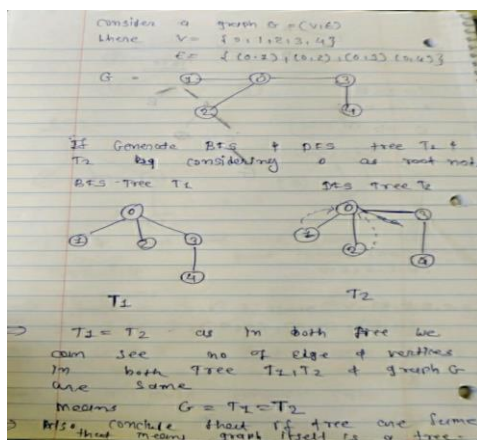 consider a graph G = (V,E)
where V = {0,1,2,3,4}
E = {(0,1),(0,2),(0,3)(0,4)}
G -
1 0 3
2 4
If Generate BFS & DFS tree T1 &
T2 by considering 0 as root not
BFS Tree T1 DFS Tree T2
0 0
1 2 3 1 2 3
4 4
T1 T2
⇒ T1 = T2 as in both tree we
can see no of edge & vertices
in both Tree T1, T2 & graph G
are same
means G = T1 = T2
Also conclude that if tree are same
that means graph itself is a tree-